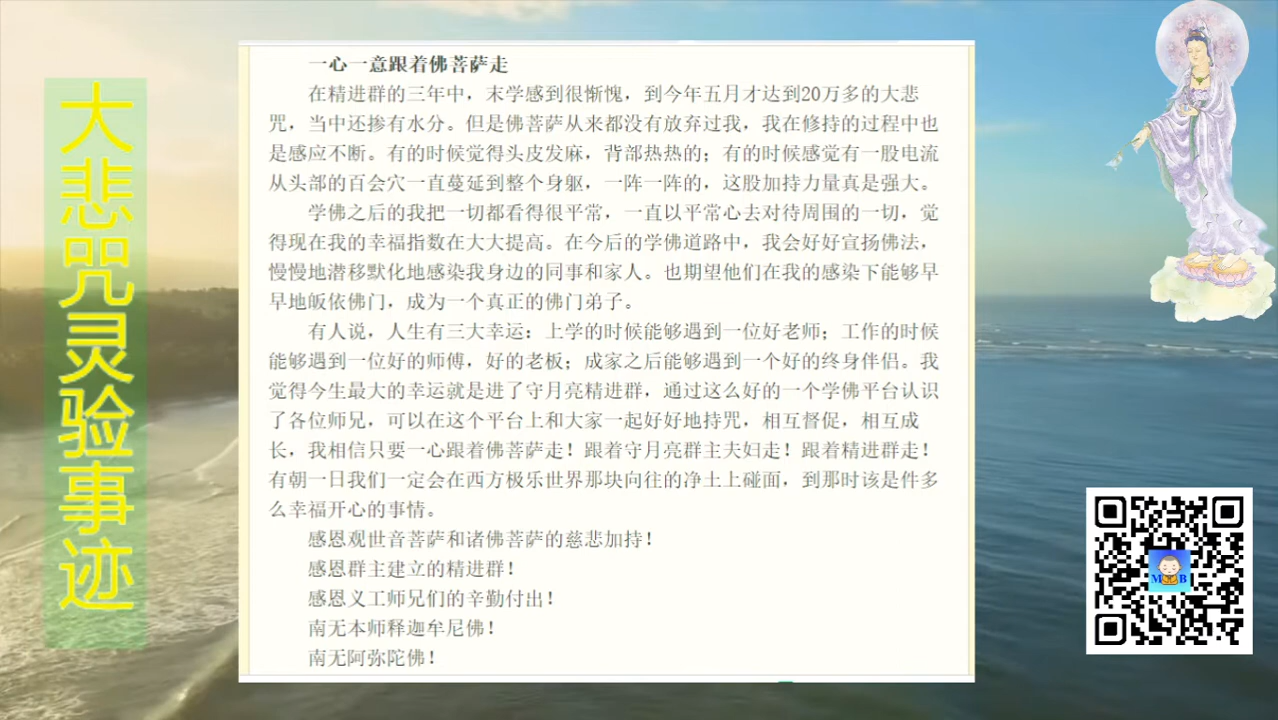 大悲咒灵验事迹
一心一意跟着佛菩萨走
在精进群的三年中，末学感到很惭愧，到今年五月才达到20万多的大悲
咒，当中还掺有水分。但是佛菩萨从来都没有放弃过我，我在修持的过程中也
是感应不断。有的时候觉得头皮发麻，背部热热的；有的时候感觉有一股电流
从头部的百会穴一直蔓延到整个身躯，一阵一阵的，这股加持力量真是强大。
学佛之后的我把一切都看得很平常，一直以平常心去对待周围的一切，觉
得现在我的幸福指数在大大提高。在今后的学佛道路中，我会好好宣扬佛法，
慢慢地潜移默化地感染我身边的同事和家人。也期望他们在我的感染下能够早
早地皈依佛门，成为一个真正的佛门弟子。
有人说，人生有三大幸运：上学的时候能够遇到一位好老师；工作的时候
能够遇到一位好的师傅，好的老板；成家之后能够遇到一个好的终身伴侣。我
觉得今生最大的幸运就是进了守月亮精进群，通过这么好的一个学佛平台认识
了各位师兄，可以在这个平台上和大家一起好好地持咒，相互督促，相互成
长，我相信只要一心跟着佛菩萨走！跟着守月亮群主夫妇走！跟着精进群走！
有朝一日我们一定会在西方极乐世界那块向往的净土上碰面，到那时该是件多
么幸福开心的事情。
感恩观世音菩萨和诸佛菩萨的慈悲加持！
感恩群主建立的精进群！
感恩义工师兄们的辛勤付出！
南无本师释迦牟尼佛！
南无阿弥陀佛！
M B